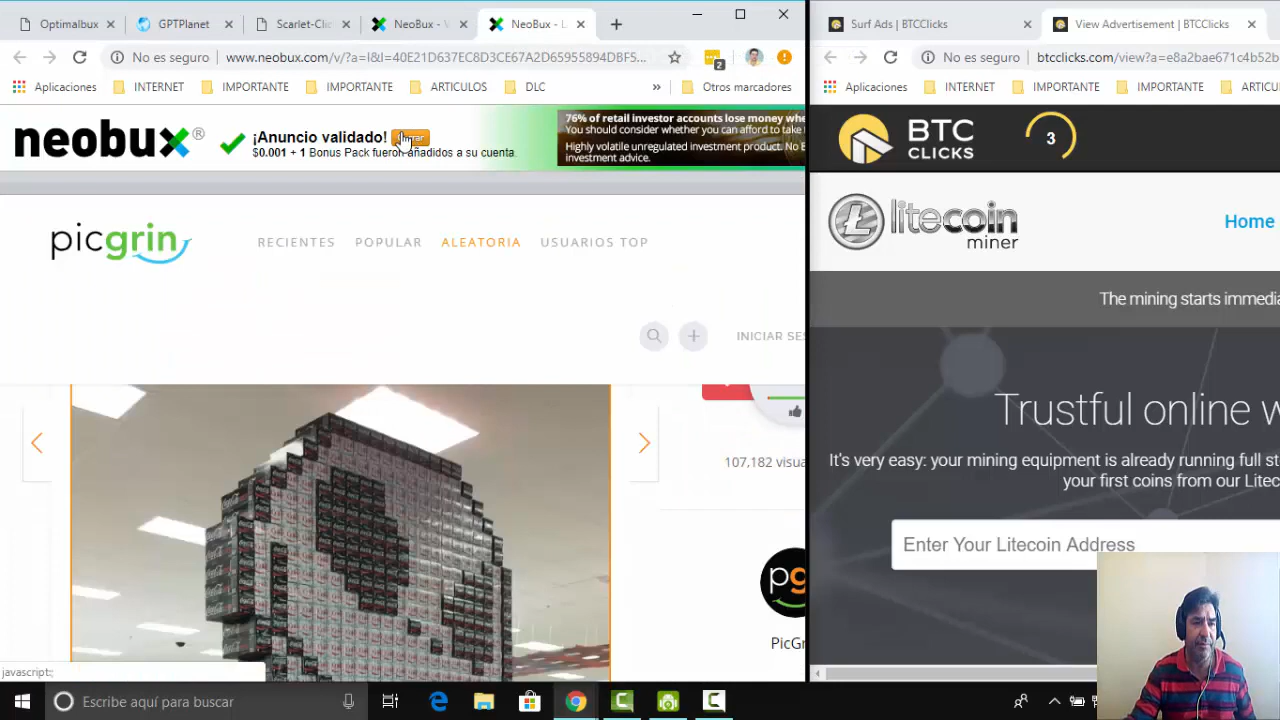 Optimalbux
GPTPlanet
Scarlet-Clic
NeoBux - V
NeoBux - L
No es seguro
www.neobux.com/v/?a=l&l=40E21D637EC8D3CE67A2D65955894DBF5...
2
Aplicaciones
INTERNET
IMPORTANTE
IMPORTANTE
ARTICULOS
DLC
»
Otros marcadores
neobux®
¡Anuncio validado!
$0.001 + 1 Bonus Pack fueron añadidos a su cuenta.
76% of retail investor accounts lose money whe
You should consider whether you can afford to take
Highly volatile unregulated investment product. No E
investment advice.
picgrin
RECIENTES
POPULAR
ALEATORIA
USUARIOS TOP
INICIAR SES
107,182 visua
pg
PicGr
javascript:;
Surf Ads | BTCClicks
View Advertisement | BTCClicks
No es seguro
btcclicks.com/view?a=e8a2bae671c4b52b
Aplicaciones
INTERNET
IMPORTANTE
IMPORTANTE
ARTICU
BTC
CLICKS
3
litecoin
miner
Home
The mining starts immedia
Trustful online w
It's very easy: your mining equipment is already running full st
your first coins from our Litec
Enter Your Litecoin Address
Escribe aquí para buscar